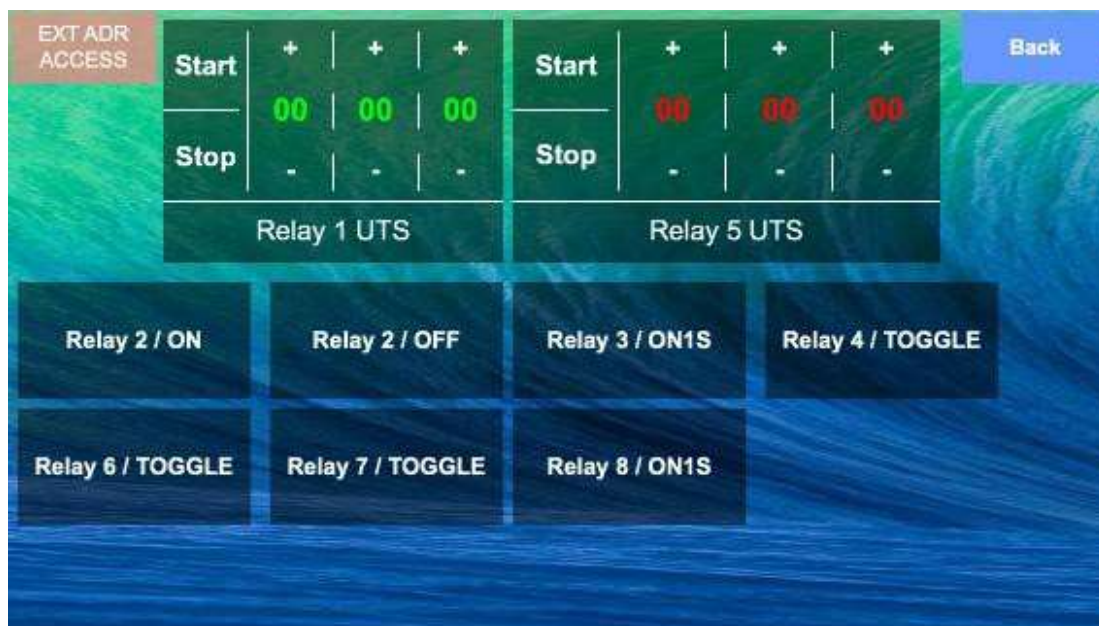 EXT ADR
ACCESS
Start
Stop
+ + +
00 00 00
- - -
Relay 1 UTS
Start
Stop
+ + +
00 00 00
- - -
Relay 5 UTS
Back
Relay 2 / ON
Relay 2 / OFF
Relay 3 / ON1S
Relay 4 / TOGGLE
Relay 6 / TOGGLE
Relay 7 / TOGGLE
Relay 8 / ON1S